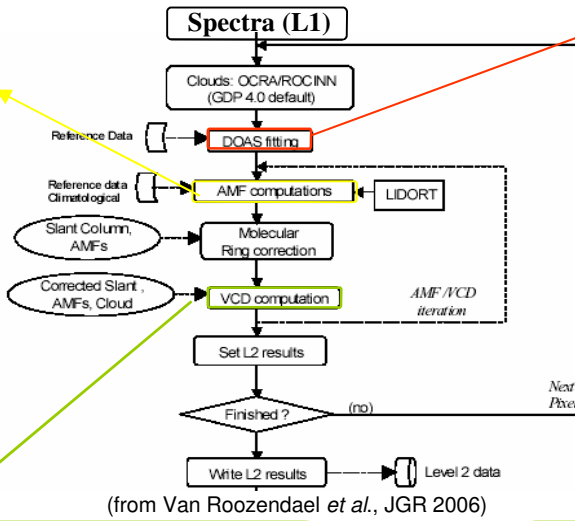 Spectra (L1)
Clouds: OCRA/ROCINN
(GDP 4.0 default)
Reference Data
DOAS fitting
Reference data
Climatological
AMF computations
LIDORT
Slant Column,
AMFs
Molecular
Ring correction
Corrected Slant ,
AMFs, Cloud
VCD computation
AMF/VCD
iteration
Set L2 results
Finished ?
(no)
Next
Pixel
Write L2 results
Level 2 data
(from Van Roozendael et al., JGR 2006)